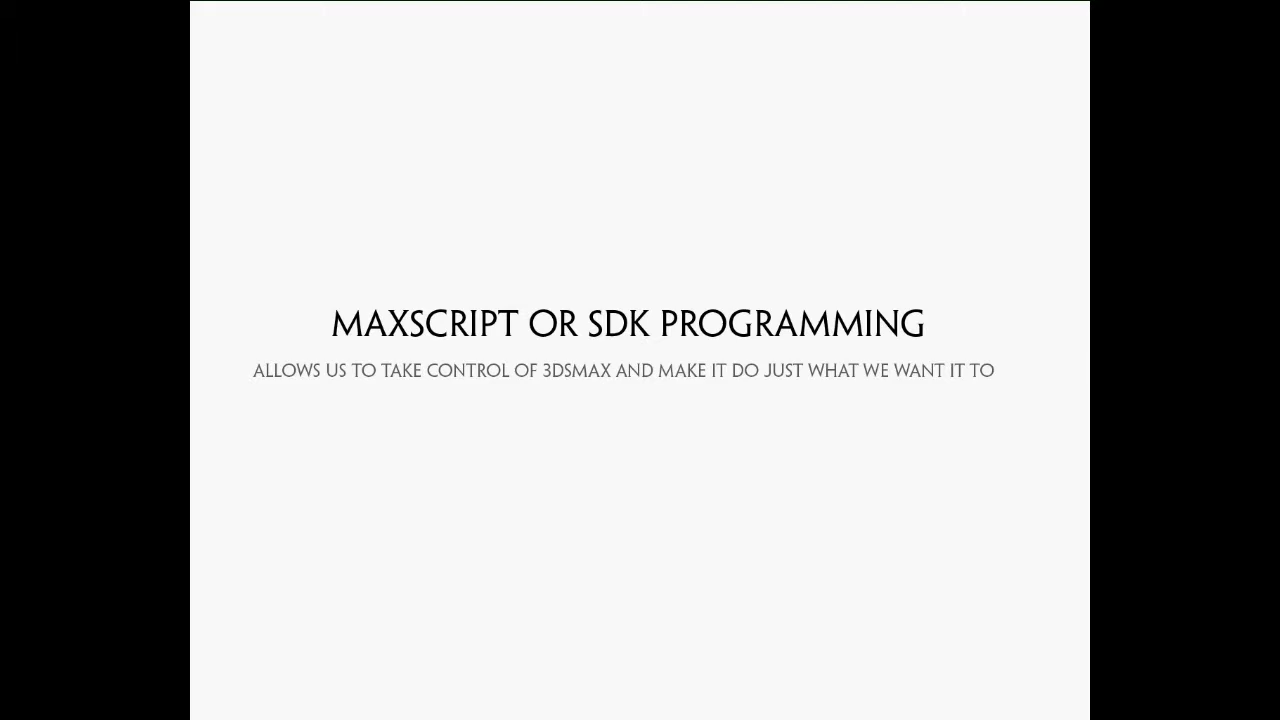 MAXSCRIPT OR SDK PROGRAMMING
ALLOWS US TO TAKE CONTROL OF 3DSMAX AND MAKE IT DO JUST WHAT WE WANT IT TO